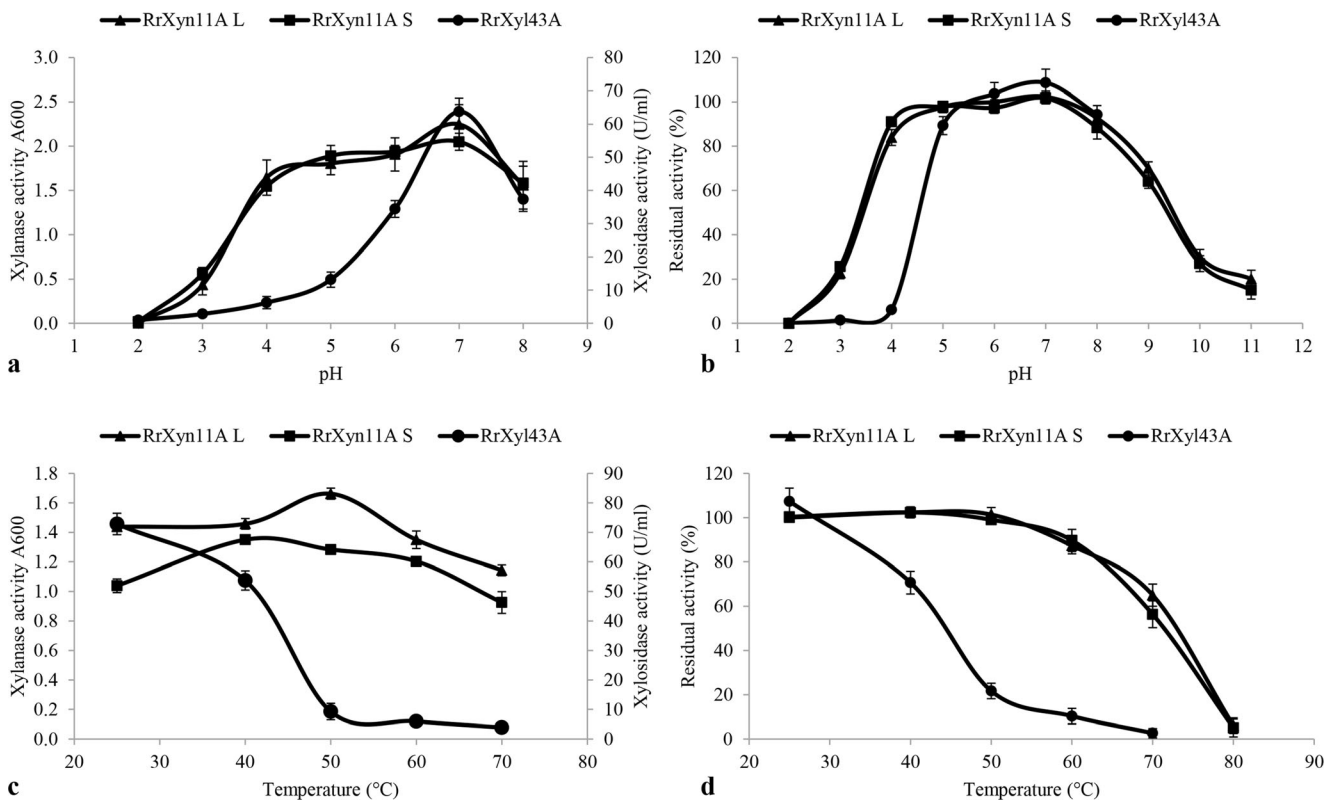 RrXyn11A L RrXyn11A S RrXyl43A
3.0
2.5
2.0
1.5
1.0
0.5
0.0
Xylanase activity A600
80
70
60
50
40
30
20
10
0
Xylosidase activity (U/ml)
1 2 3 4 5 6 7 8 9
pH
a
RrXyn11A L RrXyn11A S RrXyl43A
120
100
80
60
40
20
0
Residual activity (%)
1 2 3 4 5 6 7 8 9 10 11 12
pH
b
RrXyn11A L RrXyn11A S RrXyl43A
1.8
1.6
1.4
1.2
1.0
0.8
0.6
0.4
0.2
0.0
Xylanase activity A600
90
80
70
60
50
40
30
20
10
0
Xylosidase activity (U/ml)
20 30 40 50 60 70 80
Temperature (°C)
c
RrXyn11A L RrXyn11A S RrXyl43A
120
100
80
60
40
20
0
Residual activity (%)
20 30 40 50 60 70 80 90
Temperature (°C)
d